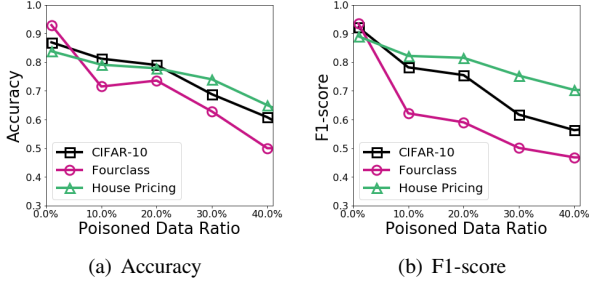 1.0
0.9
0.8
0.7
0.6
0.5
0.4
0.3
Accuracy
CIFAR-10
Fourclass
House Pricing
0.0% 10.0% 20.0% 30.0% 40.0%
Poisoned Data Ratio
(a) Accuracy
1.0
0.9
0.8
0.7
0.6
0.5
0.4
0.3
F1-score
CIFAR-10
Fourclass
House Pricing
0.0% 10.0% 20.0% 30.0% 40.0%
Poisoned Data Ratio
(b) F1-score